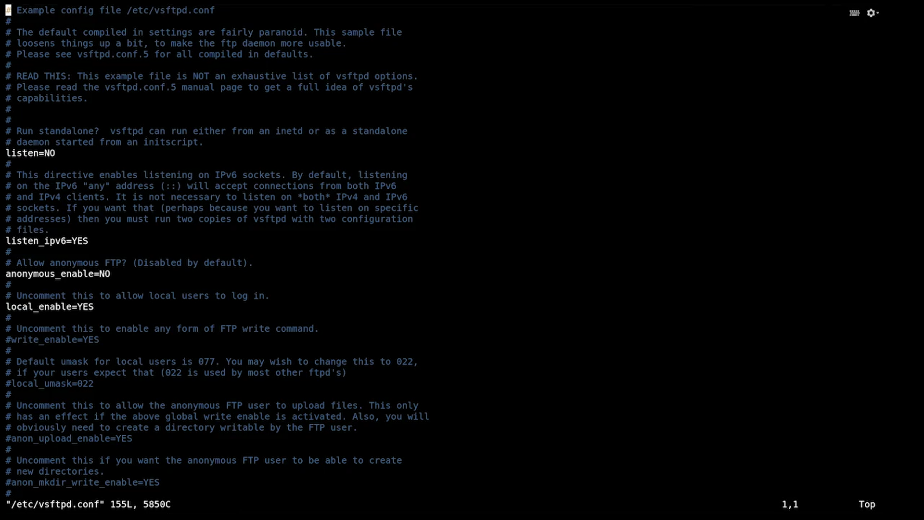 # Example config file /etc/vsftpd.conf
#
# The default compiled in settings are fairly paranoid. This sample file
# loosens things up a bit, to make the ftp daemon more usable.
# Please see vsftpd.conf.5 for all compiled in defaults.
#
# READ THIS: This example file is NOT an exhaustive list of vsftpd options.
# Please read the vsftpd.conf.5 manual page to get a full idea of vsftpd's
# capabilities.
#
#
# Run standalone?  vsftpd can run either from an inetd or as a standalone
# daemon started from an initscript.
listen=NO
#
# This directive enables listening on IPv6 sockets. By default, listening
# on the IPv6 "any" address (::) will accept connections from both IPv6
# and IPv4 clients. It is not necessary to listen on *both* IPv4 and IPv6
# sockets. If you want that (perhaps because you want to listen on specific
# addresses) then you must run two copies of vsftpd with two configuration
# files.
listen_ipv6=YES
#
# Allow anonymous FTP? (Disabled by default).
anonymous_enable=NO
#
# Uncomment this to allow local users to log in.
local_enable=YES
#
# Uncomment this to enable any form of FTP write command.
#write_enable=YES
#
# Default umask for local users is 077. You may wish to change this to 022,
# if your users expect that (022 is used by most other ftpd's)
#local_umask=022
#
# Uncomment this to allow the anonymous FTP user to upload files. This only
# has an effect if the above global write enable is activated. Also, you will
# obviously need to create a directory writable by the FTP user.
#anon_upload_enable=YES
#
# Uncomment this if you want the anonymous FTP user to be able to create
# new directories.
#anon_mkdir_write_enable=YES
#
"/etc/vsftpd.conf" 155L, 5850C 1,1 Top